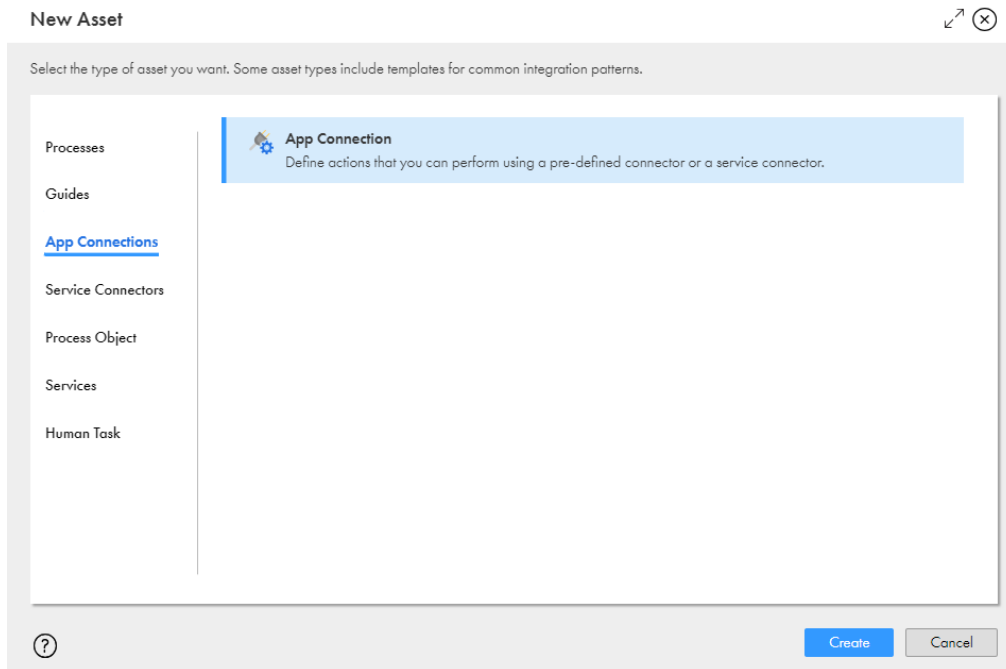 New Asset
Select the type of asset you want. Some asset types include templates for common integration patterns.
Processes
Guides
App Connections
Service Connectors
Process Object
Services
Human Task
App Connection
Define actions that you can perform using a pre-defined connector or a service connector.
?
Create
Cancel